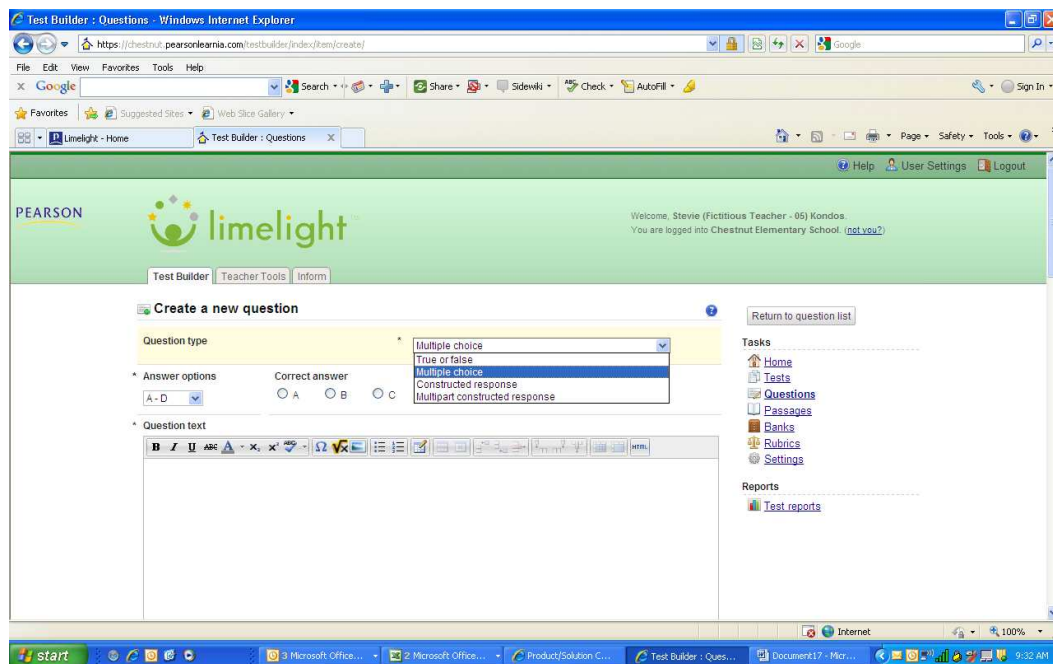 Test Builder : Questions - Windows Internet Explorer
https://chestnut.pearsonlearnia.com/testbuilder/index/item/create/
Google
File Edit View Favorites Tools Help
x Google Search Share Sidewiki Check AutoFill Sign In
Favorites Suggested Sites Web Slice Gallery
Limelight - Home Test Builder : Questions X Page Safety Tools
Help User Settings Logout
PEARSON
limelight
Welcome, Stevie (Fictitious Teacher - 05) Kondos.
You are logged into Chestnut Elementary School. (not you?)
Test Builder Teacher Tools Inform
Create a new question
Return to question list
Question type * Multiple choice
True or false
Multiple choice
Constructed response
Multipart constructed response
* Answer options Correct answer
A - D A B C
* Question text
B I U ABC A x, x² ABC Ω √x HTML
Tasks
Home
Tests
Questions
Passages
Banks
Rubrics
Settings
Reports
Test reports
Internet 100%
start 3 Microsoft Office... 2 Microsoft Office... Product/Solution C... Test Builder : Ques... Document17 - Micr... 9:32 AM